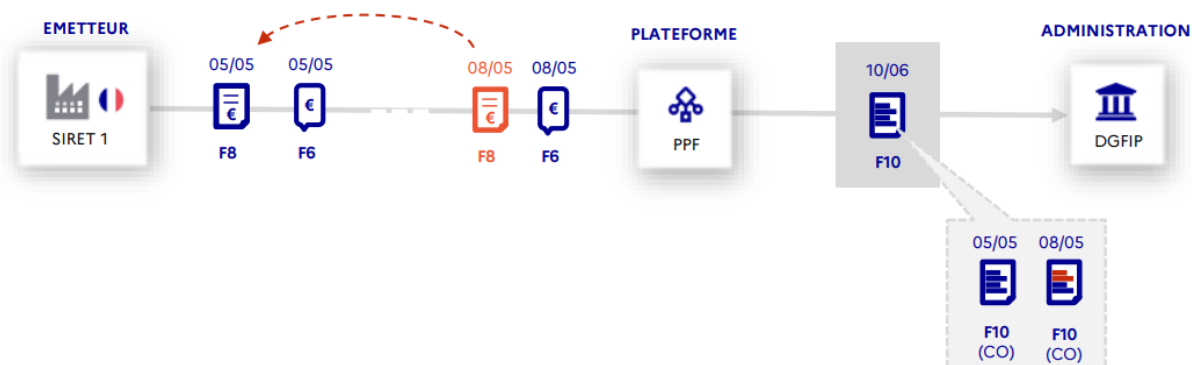 EMETTEUR
PLATEFORME
ADMINISTRATION
05/05 05/05 08/05 08/05 10/06
€ € € €
SIRET 1
PPF
DGFIP
F8 F6 F8 F6 F10
05/05 08/05
F10 F10
(CO) (CO)